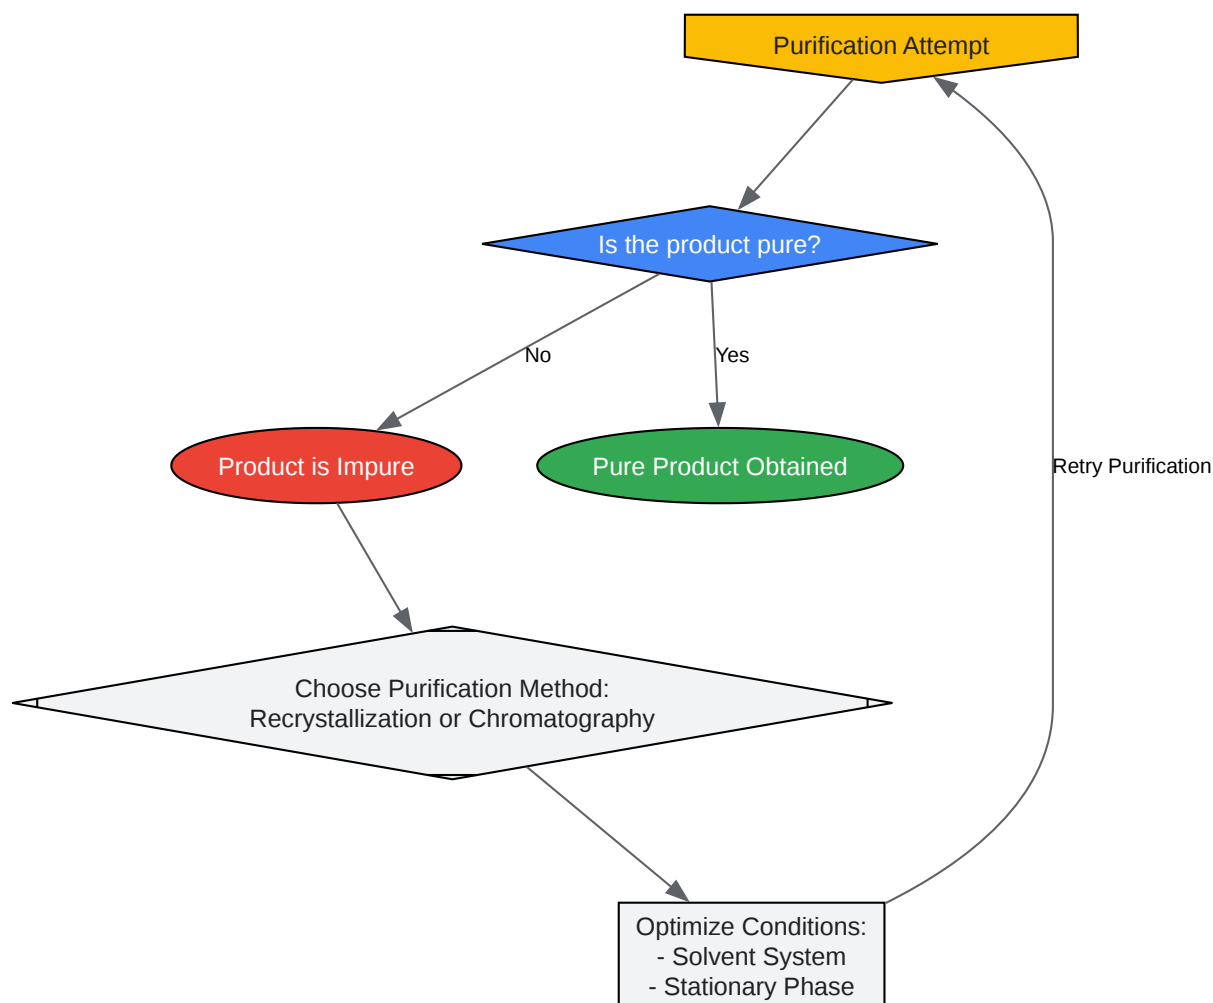 Purification Attempt
Is the product pure?
No
Yes
Product is Impure
Pure Product Obtained
Retry Purification
Choose Purification Method:
Recrystallization or Chromatography
Optimize Conditions:
- Solvent System
- Stationary Phase